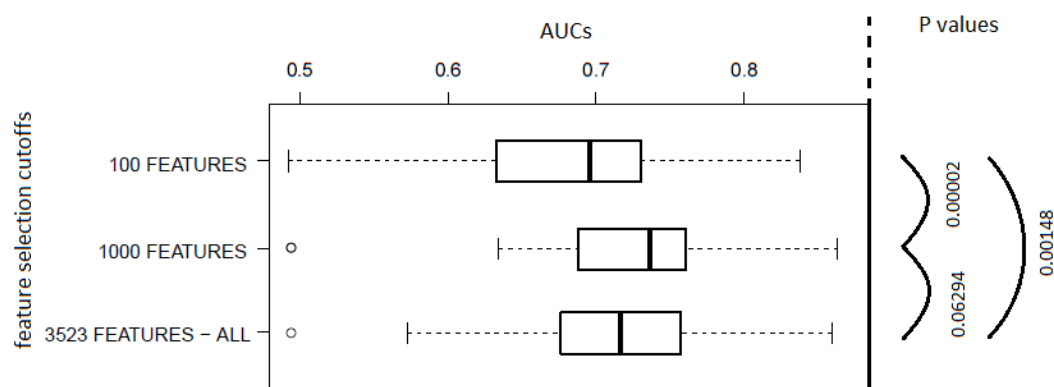 AUCs
P values
0.5 0.6 0.7 0.8
feature selection cutoffs
100 FEATURES
1000 FEATURES
3523 FEATURES − ALL
0.00002
0.06294
0.00148